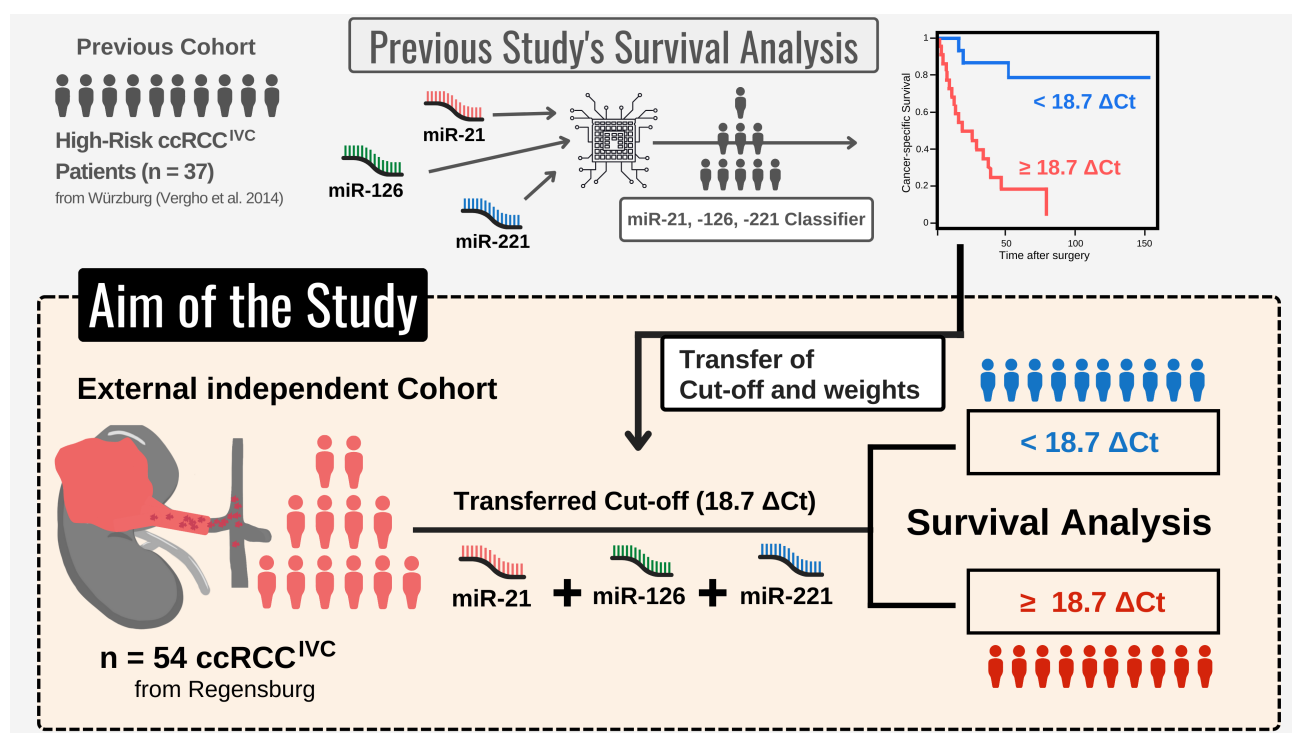 Previous Cohort
High-Risk ccRCC^IVC
Patients (n = 37)
from Würzburg (Vergho et al. 2014)
Previous Study's Survival Analysis
miR-21
miR-126
miR-221
miR-21, -126, -221 Classifier
Cancer-specific Survival
1
0.8
0.6
0.4
0.2
0
< 18.7 ΔCt
≥ 18.7 ΔCt
50 100 150
Time after surgery
Aim of the Study
External independent Cohort
n = 54 ccRCC^IVC
from Regensburg
Transfer of
Cut-off and weights
Transferred Cut-off (18.7 ΔCt)
miR-21 + miR-126 + miR-221
< 18.7 ΔCt
Survival Analysis
≥ 18.7 ΔCt